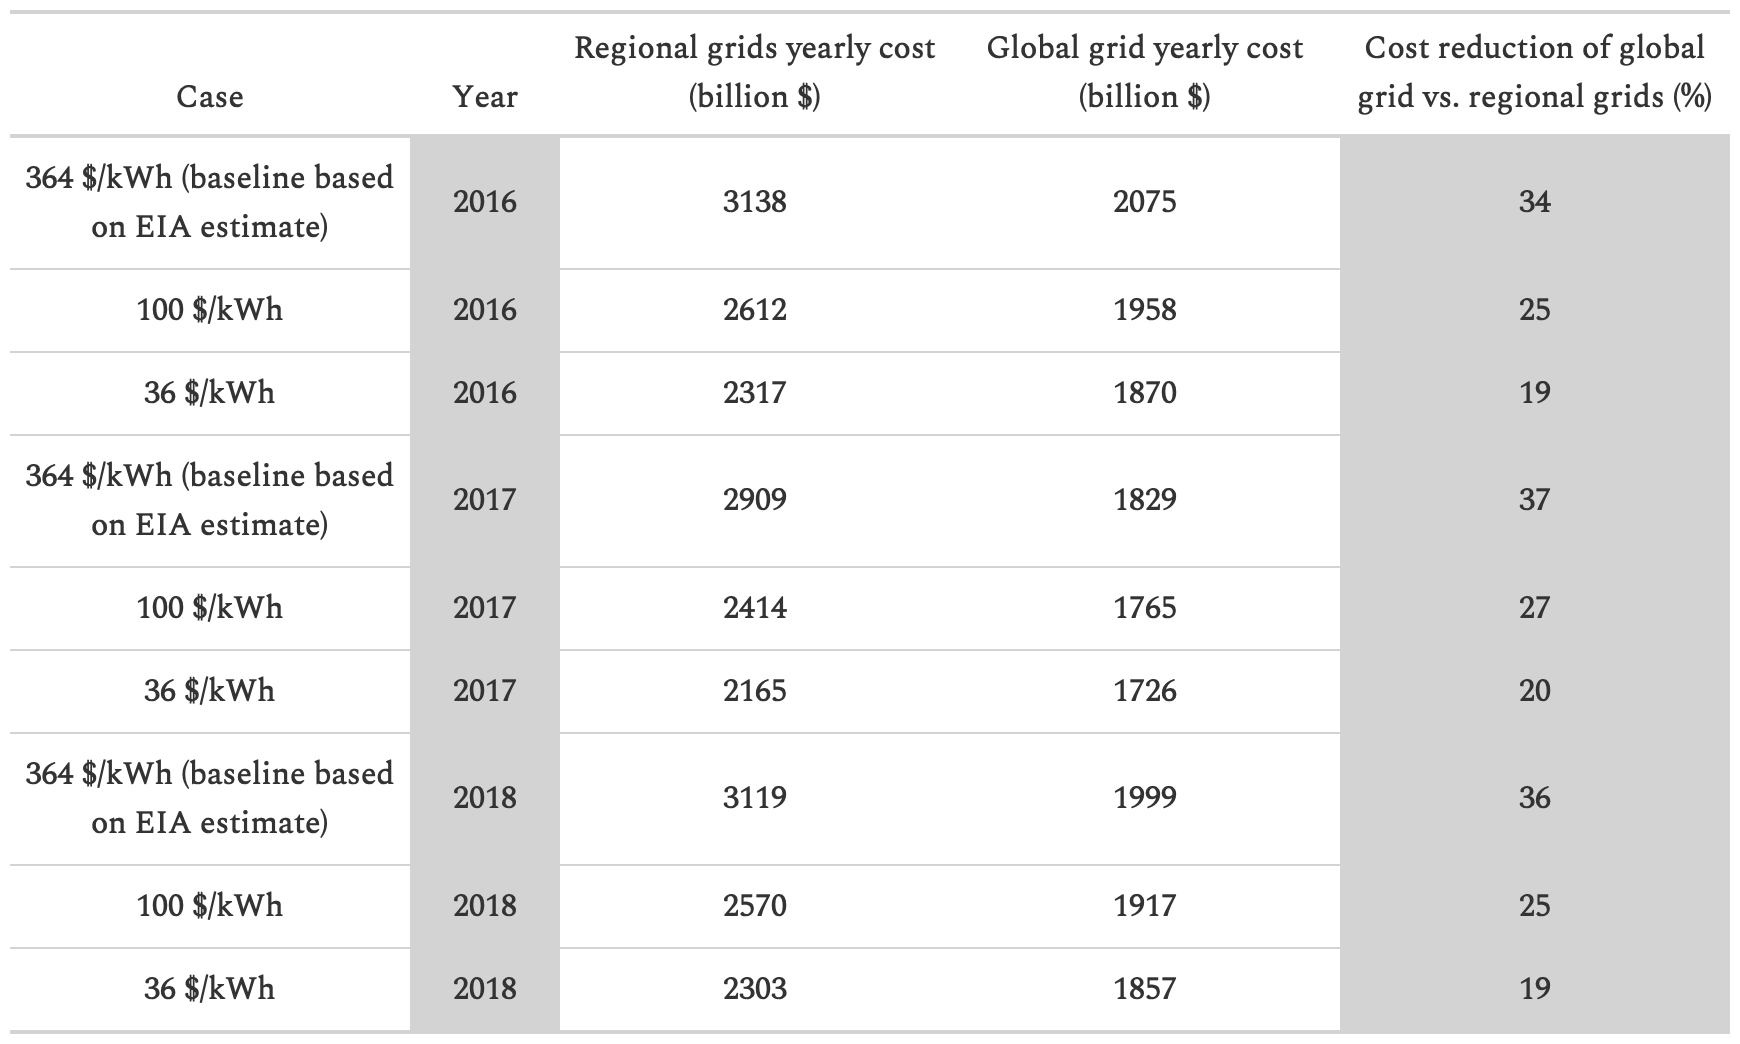 Case Year Regional grids yearly cost (billion $) Global grid yearly cost (billion $) Cost reduction of global grid vs. regional grids (%)
364 $/kWh (baseline based on EIA estimate) 2016 3138 2075 34
100 $/kWh 2016 2612 1958 25
36 $/kWh 2016 2317 1870 19
364 $/kWh (baseline based on EIA estimate) 2017 2909 1829 37
100 $/kWh 2017 2414 1765 27
36 $/kWh 2017 2165 1726 20
364 $/kWh (baseline based on EIA estimate) 2018 3119 1999 36
100 $/kWh 2018 2570 1917 25
36 $/kWh 2018 2303 1857 19